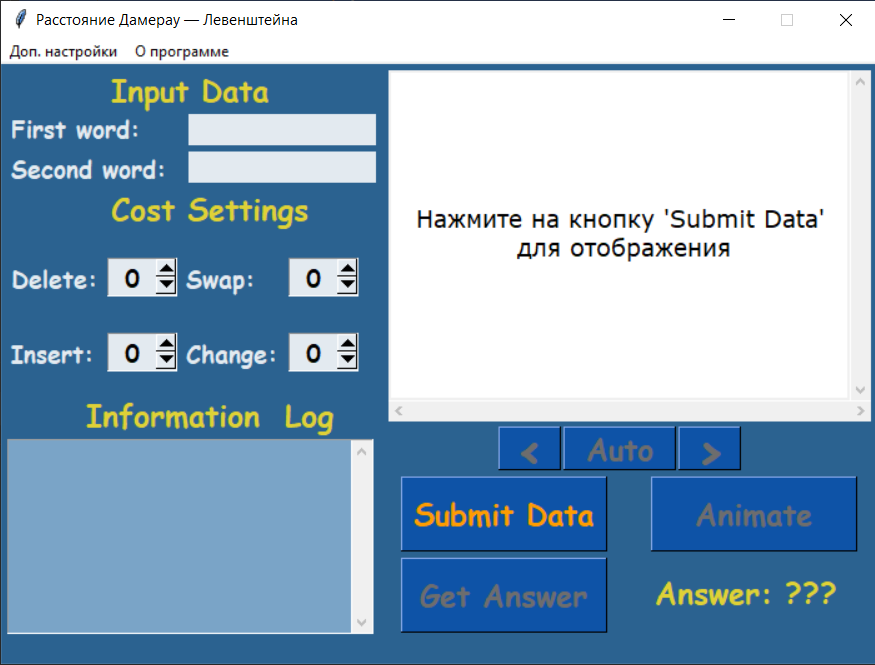 Расстояние Дамерау — Левенштейна
Доп. настройки О программе
Input Data
First word:
Second word:
Cost Settings
Delete: 0 Swap: 0
Insert: 0 Change: 0
Information Log
Нажмите на кнопку 'Submit Data'
для отображения
< Auto >
Submit Data Animate
Get Answer Answer: ???